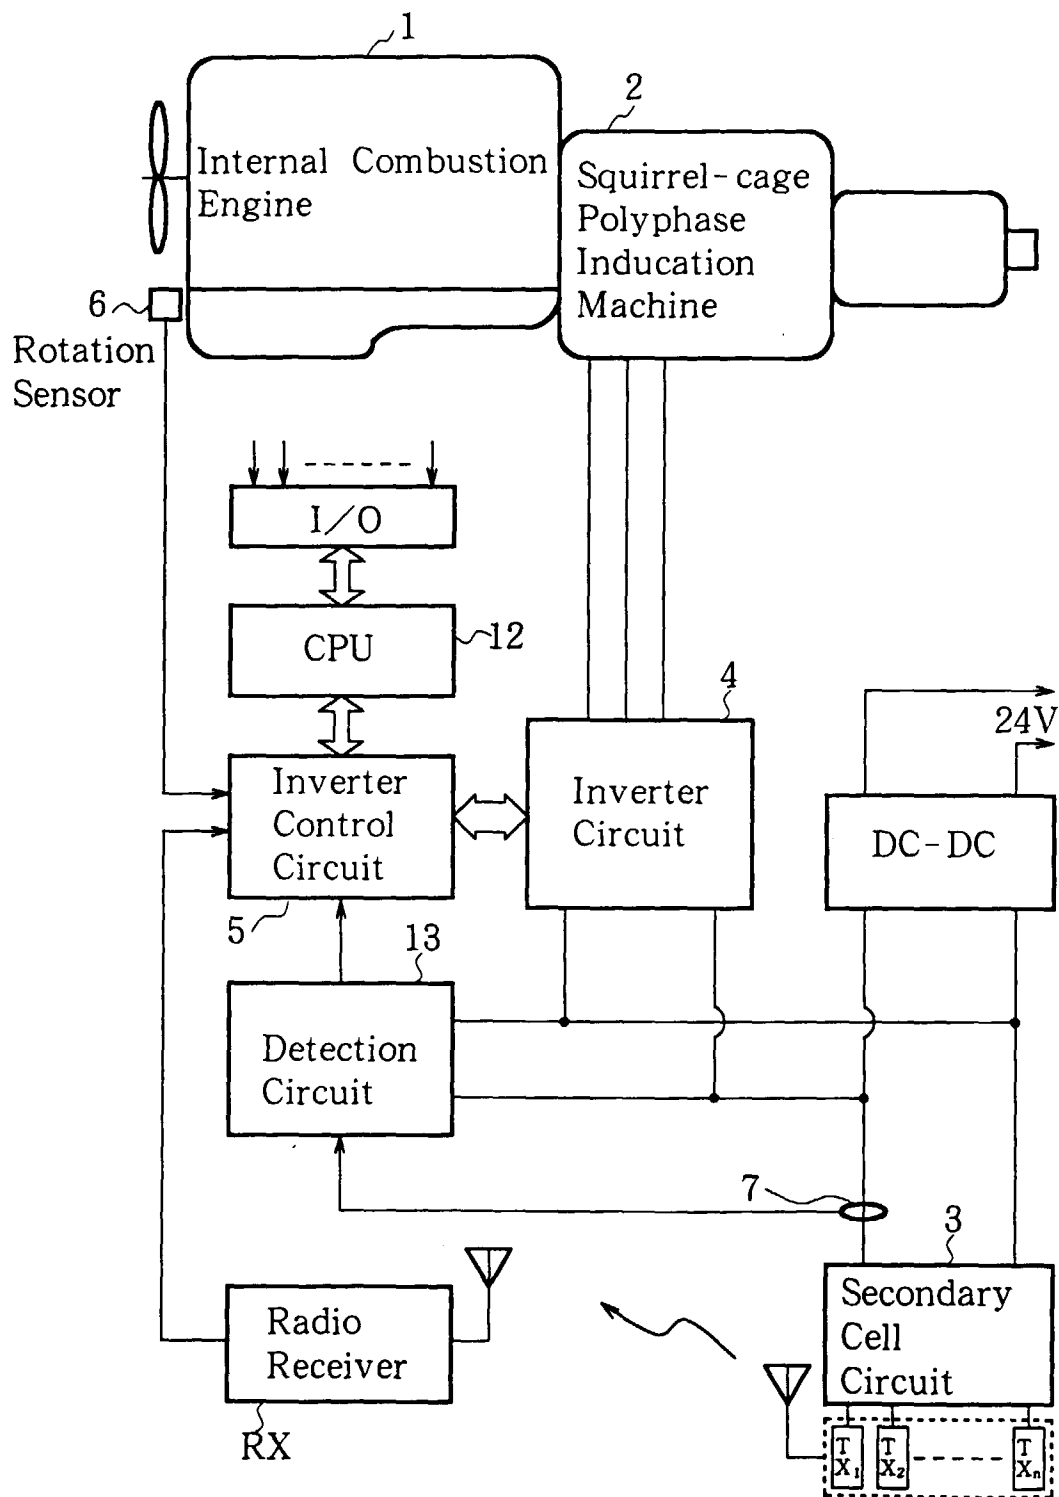 1
2
Internal Combustion
Engine
Squirrel-cage
Polyphase
Inducation
Machine
6
Rotation
Sensor
I/O
CPU
12
4
24V
Inverter
Control
Circuit
Inverter
Circuit
DC-DC
5
13
Detection
Circuit
7
3
Radio
Receiver
Secondary
Cell
Circuit
RX
TX1
TX2
TXn